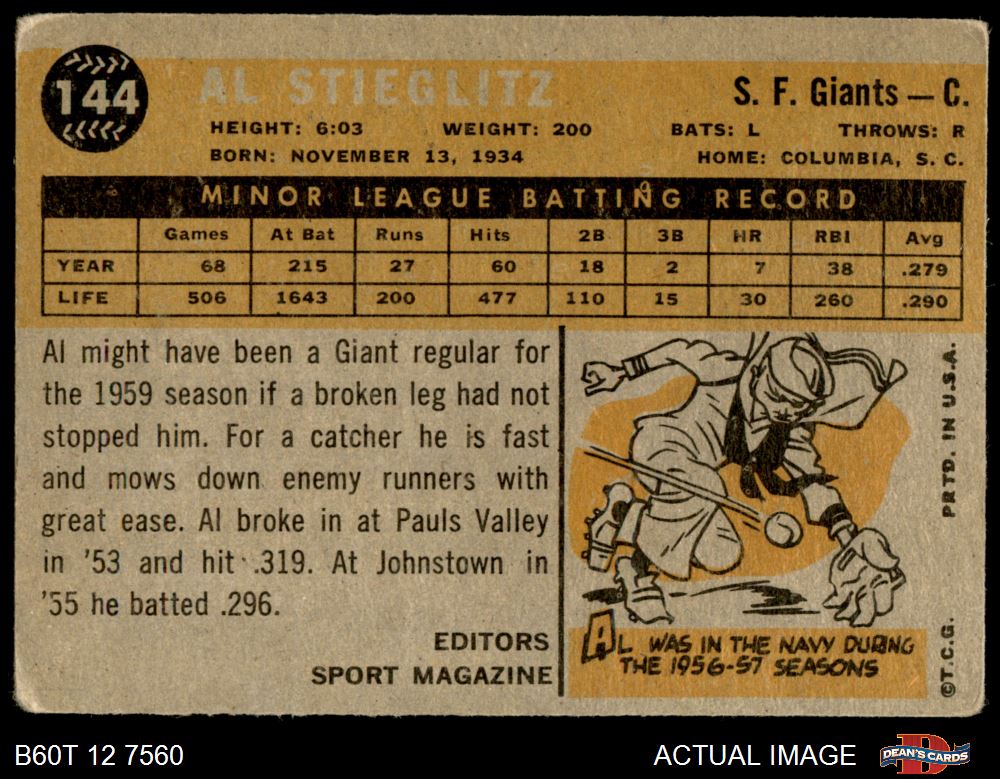 144
AL STIEGLITZ
S. F. Giants — C.
HEIGHT: 6:03 WEIGHT: 200 BATS: L THROWS: R
BORN: NOVEMBER 13, 1934 HOME: COLUMBIA, S. C.
MINOR LEAGUE BATTING RECORD
Games At Bat Runs Hits 2B 3B HR RBI Avg
YEAR 68 215 27 60 18 2 7 38 .279
LIFE 506 1643 200 477 110 15 30 260 .290
Al might have been a Giant regular for
the 1959 season if a broken leg had not
stopped him. For a catcher he is fast
and mows down enemy runners with
great ease. Al broke in at Pauls Valley
in '53 and hit .319. At Johnstown in
'55 he batted .296.
EDITORS
SPORT MAGAZINE
AL WAS IN THE NAVY DURING
THE 1956-57 SEASONS
PRTD. IN U.S.A.
©T.C.G.
B60T 12 7560
ACTUAL IMAGE
D
DEAN'S CARDS